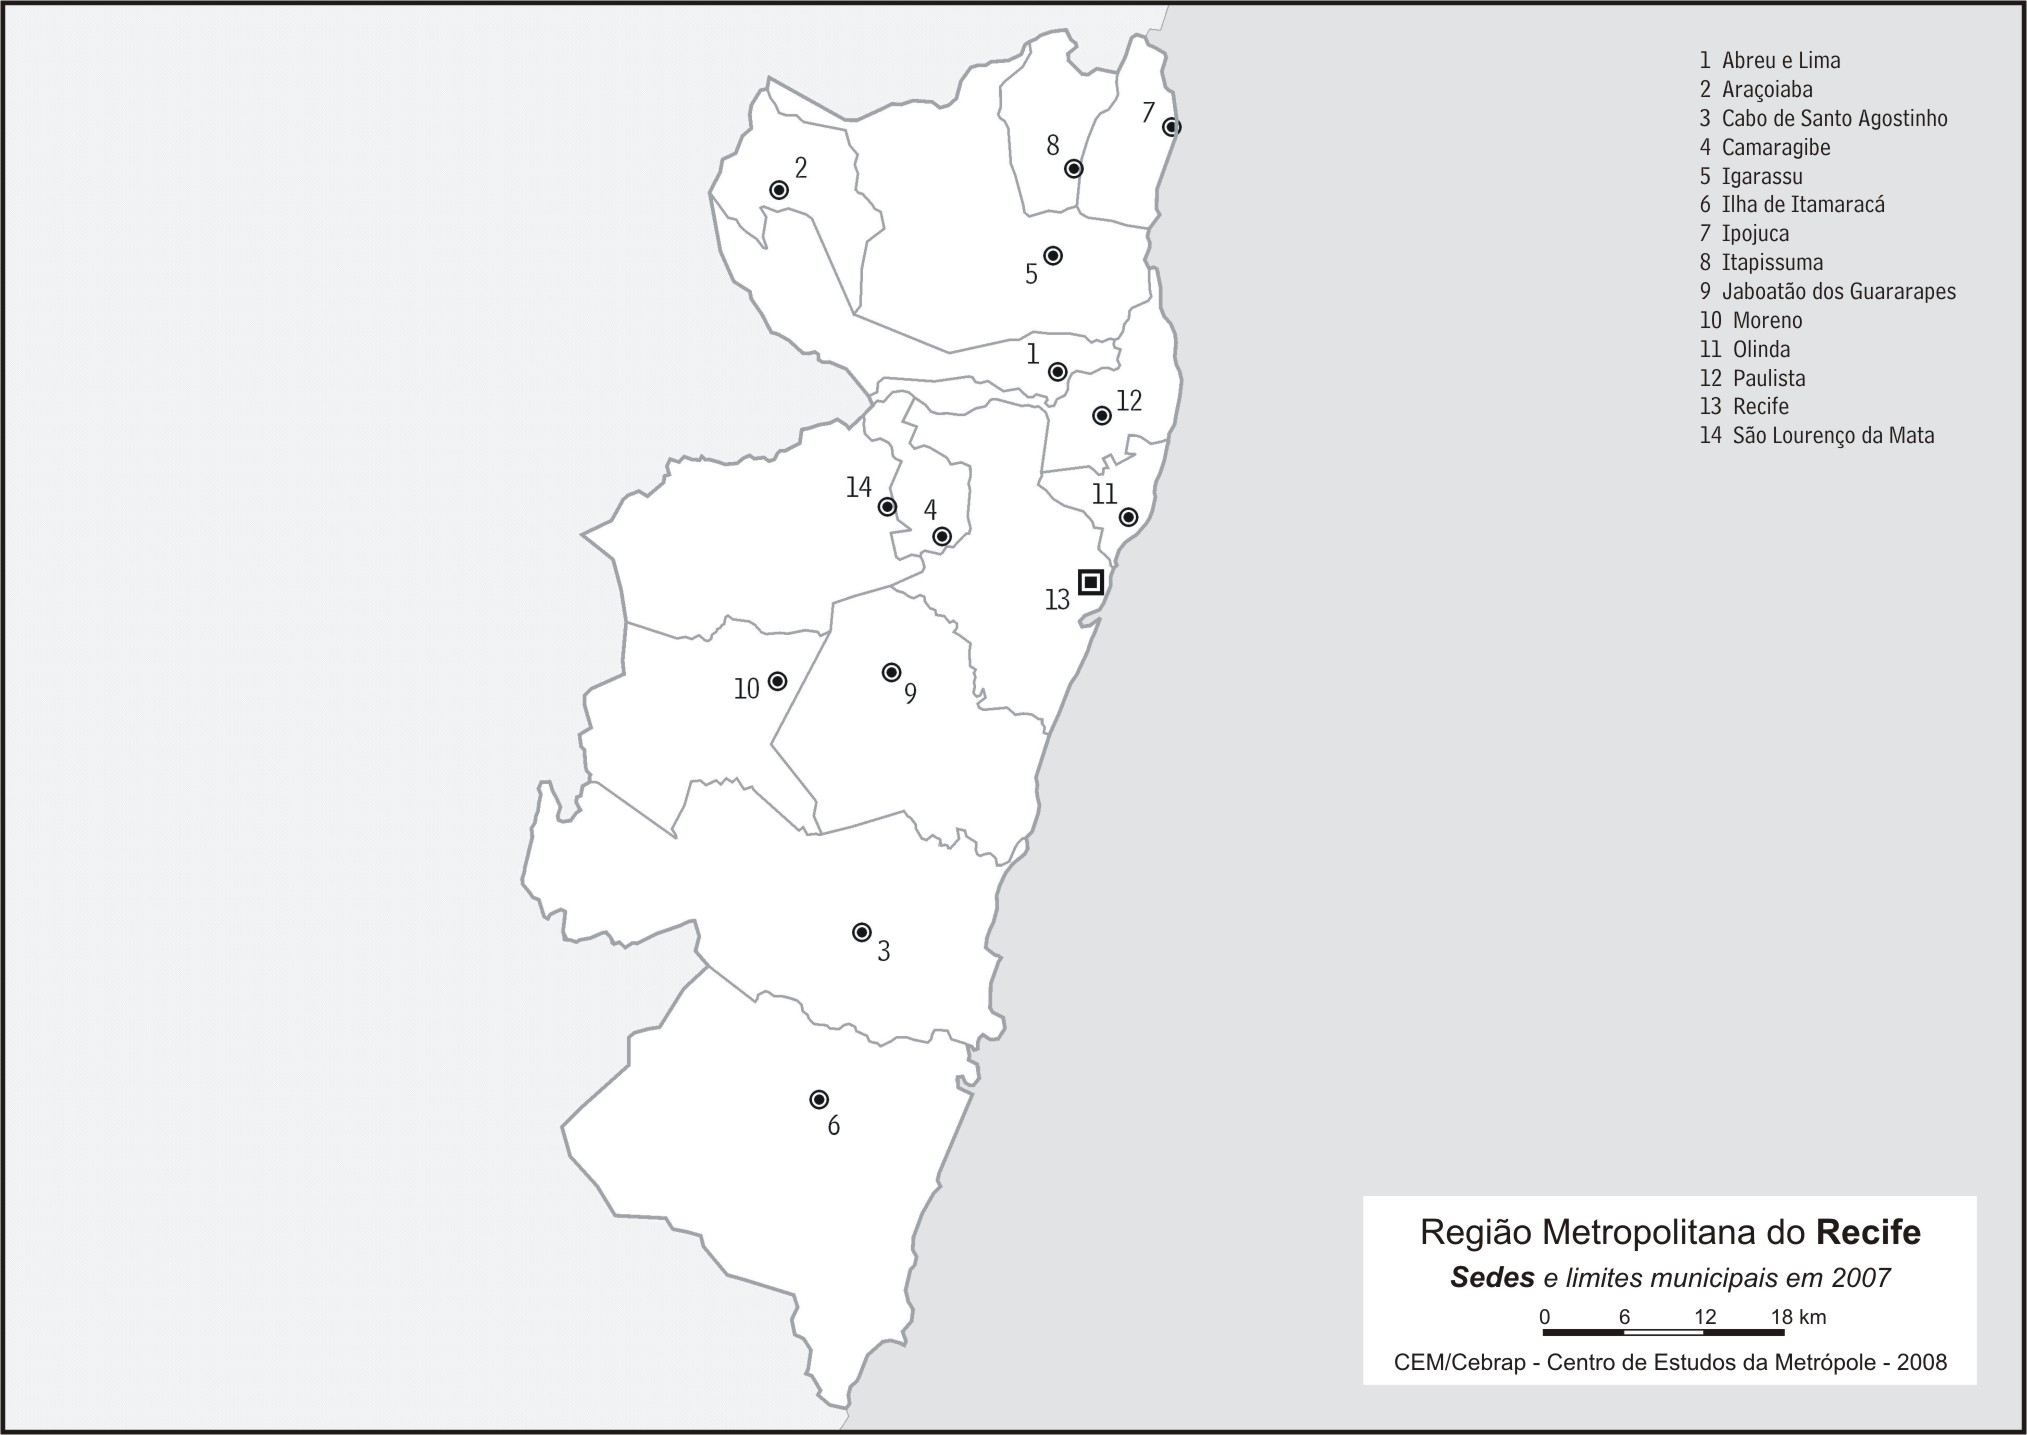 1 Abreu e Lima
2 Araçoiaba
3 Cabo de Santo Agostinho
4 Camaragibe
5 Igarassu
6 Ilha de Itamaracá
7 Ipojuca
8 Itapissuma
9 Jaboatão dos Guararapes
10 Moreno
11 Olinda
12 Paulista
13 Recife
14 São Lourenço da Mata
7
8
2
5
1
12
14
4
11
13
10
9
3
6
Região Metropolitana do Recife
Sedes e limites municipais em 2007
0 6 12 18 km
CEM/Cebrap - Centro de Estudos da Metrópole - 2008